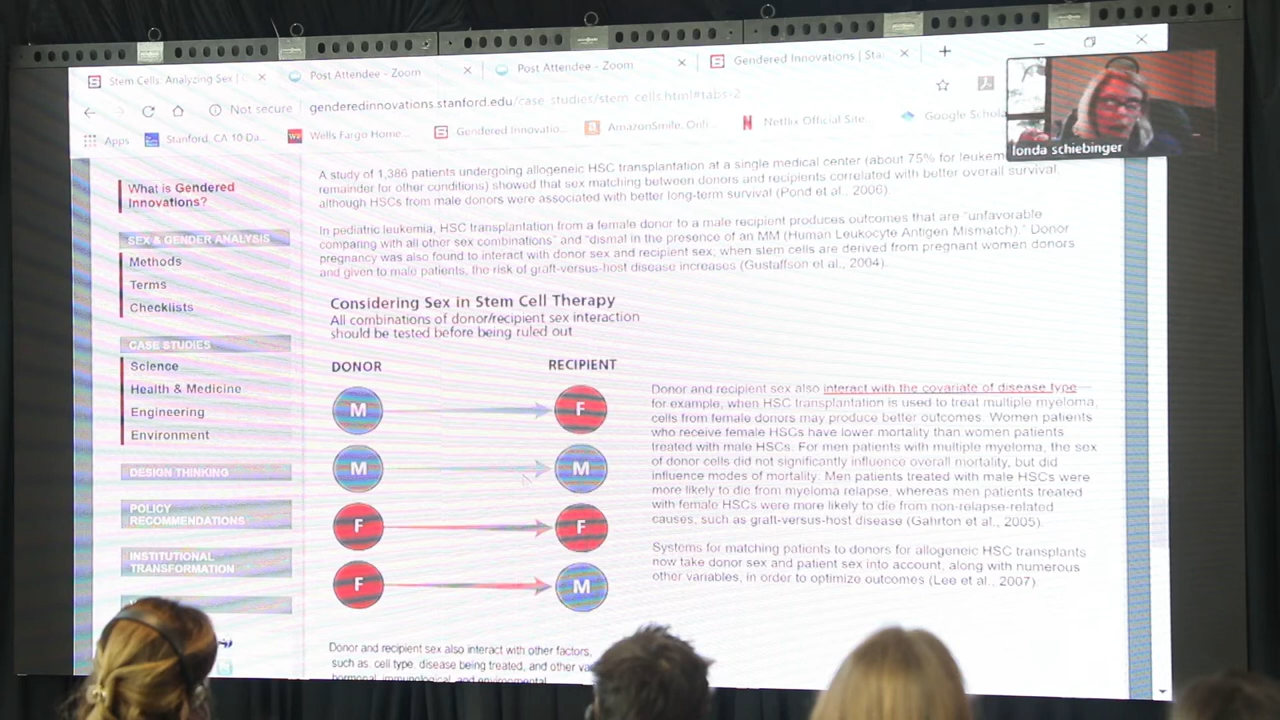 Stem Cells: Analyzing Sex |
Post Attendee - Zoom
Post Attendee - Zoom
Gendered Innovations | Sta
Not secure
genderedinnovations.stanford.edu/case-studies/stem_cells.html#tabs-2
Apps
Stanford, CA 10 Da...
Wells Fargo Home...
Gendered Innovatio...
AmazonSmile, Onli...
Netflix Official Site...
Google Schola
londa schiebinger
What is Gendered
Innovations?
SEX & GENDER ANALYSIS
Methods
Terms
Checklists
CASE STUDIES
Science
Health & Medicine
Engineering
Environment
DESIGN THINKING
POLICY
RECOMMENDATIONS
INSTITUTIONAL
TRANSFORMATION
A study of 1,386 patients undergoing allogeneic HSC transplantation at a single medical center (about 75% for leukem
remainder for other conditions) showed that sex matching between donors and recipients correlated with better overall survival,
although HSCs from male donors were associated with better long-term survival (Pond et al., 2006).
In pediatric leukemia, HSC transplantation from a female donor to a male recipient produces outcomes that are "unfavorable
comparing with all other sex combinations" and "dismal in the presence of an MM (Human Leukocyte Antigen Mismatch)." Donor
pregnancy was also found to interact with donor sex and recipient sex; when stem cells are derived from pregnant women donors
and given to male patients, the risk of graft-versus-host disease increases (Gustafson et al., 2004).
Considering Sex in Stem Cell Therapy
All combinations of donor/recipient sex interaction
should be tested before being ruled out
DONOR RECIPIENT
M F
M M
F F
F M
Donor and recipient sex also interact with the covariate of disease type—
for example, when HSC transplantation is used to treat multiple myeloma,
cells from female donors may produce better outcomes. Women patients
who receive female HSCs have lower mortality than women patients
treated with male HSCs. For men patients with multiple myeloma, the sex
of donor cells did not significantly influence overall mortality, but did
influence modes of mortality: Men patients treated with male HSCs were
more likely to die from myeloma relapse, whereas men patients treated
with female HSCs were more likely to die from non-relapse-related
causes, such as graft-versus-host disease (Gahrton et al., 2005).
Systems for matching patients to donors for allogeneic HSC transplants
now take donor sex and patient sex into account, along with numerous
other variables, in order to optimize outcomes (Lee et al., 2007).
Donor and recipient sex also interact with other factors,
such as: cell type, disease being treated, and other va
hormonal, immunological, and environmental